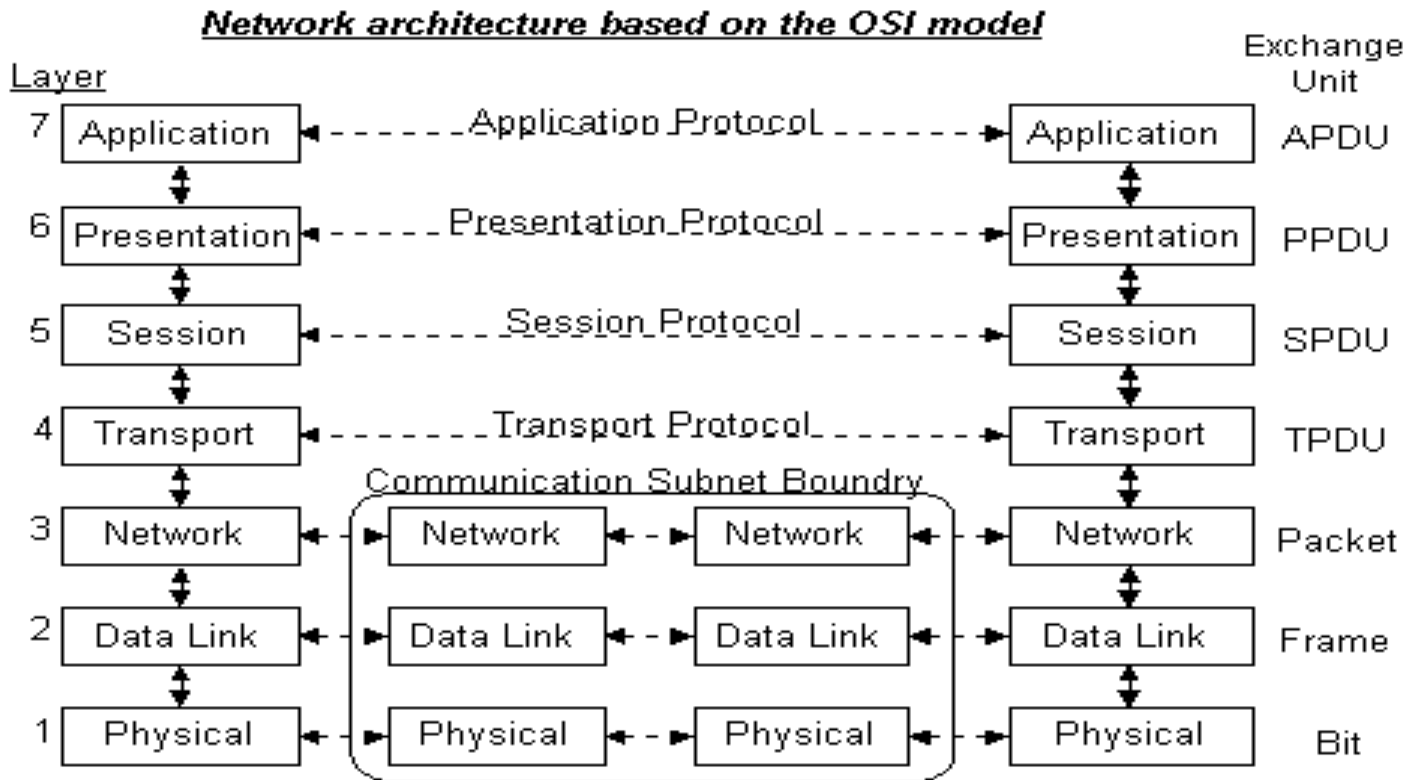 Network architecture based on the OSI model
Exchange
Unit
Layer
7 Application Application Protocol Application APDU
6 Presentation Presentation Protocol Presentation PPDU
5 Session Session Protocol Session SPDU
4 Transport Transport Protocol Transport TPDU
Communication Subnet Boundry
3 Network Network Network Network Packet
2 Data Link Data Link Data Link Data Link Frame
1 Physical Physical Physical Physical Bit